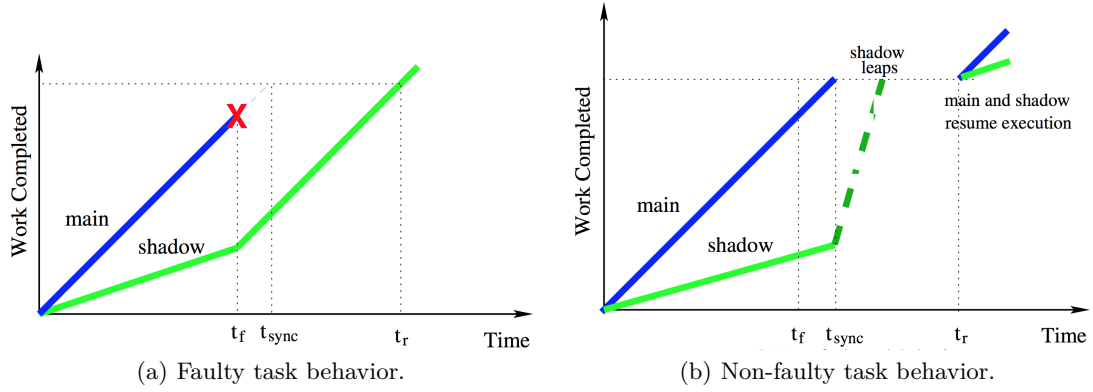 Work Completed
main
shadow
X
t_f
t_sync
t_r
Time
(a) Faulty task behavior.
Work Completed
shadow
leaps
main and shadow
resume execution
main
shadow
t_f
t_sync
t_r
Time
(b) Non-faulty task behavior.